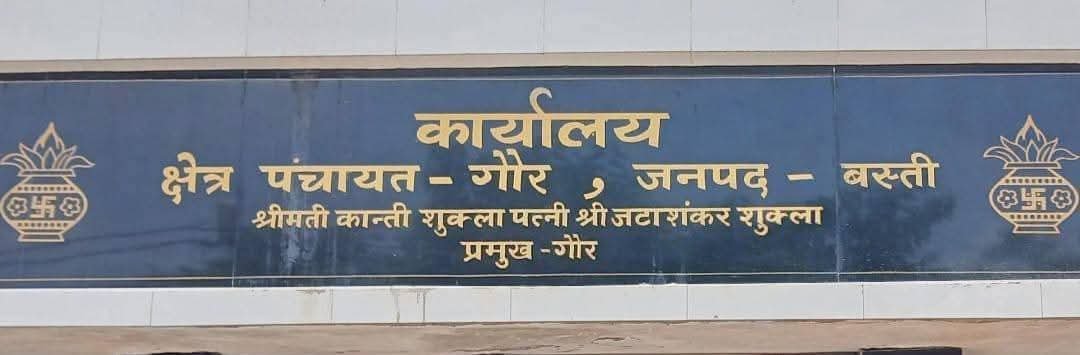 कार्यालय
क्षेत्र पंचायत - गौर , जनपद - बस्ती
श्रीमती कान्ती शुक्ला पत्नी श्री जटा शंकर शुक्ला
प्रमुख - गौर